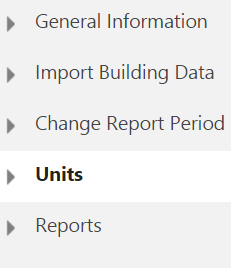 General Information
Import Building Data
Change Report Period
Units
Reports